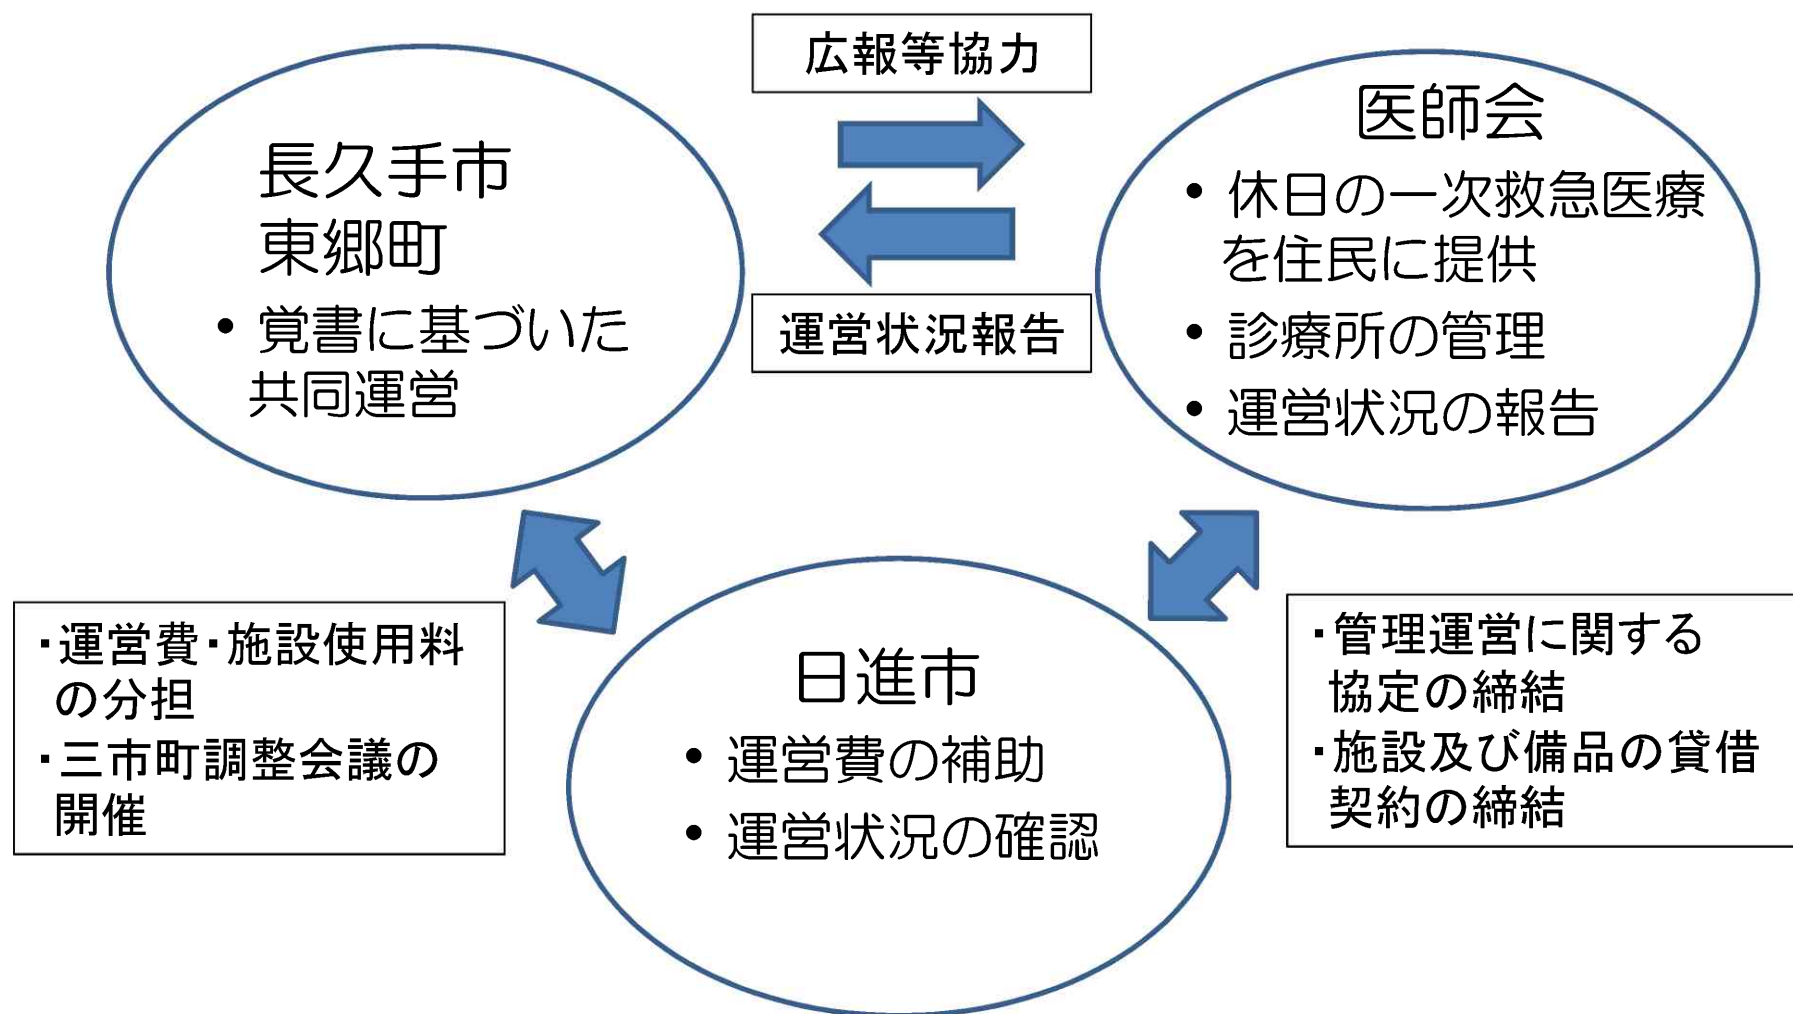 広報等協力
長久手市
東郷町
• 覚書に基づいた
共同運営
医師会
• 休日の一次救急医療
を住民に提供
• 診療所の管理
• 運営状況の報告
運営状況報告
・運営費・施設使用料
の分担
・三市町調整会議の
開催
日進市
• 運営費の補助
• 運営状況の確認
・管理運営に関する
協定の締結
・施設及び備品の貸借
契約の締結